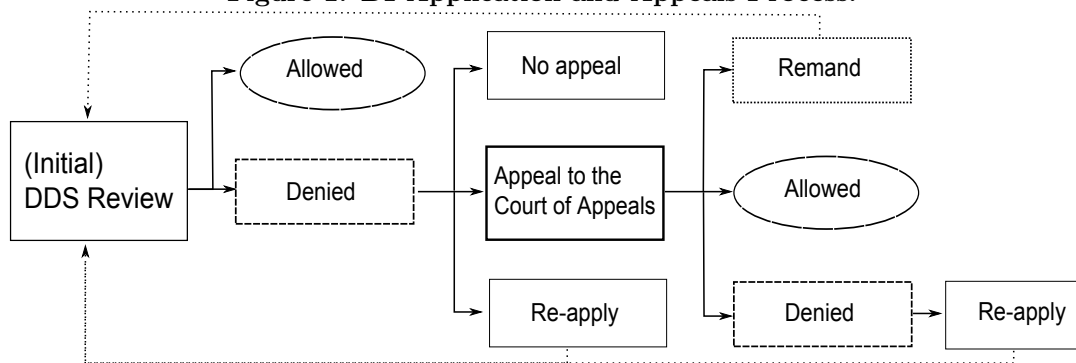 Figure 1: DI Application and Appeals Process.
Allowed
No appeal
Remand
(Initial)
DDS Review
Denied
Appeal to the
Court of Appeals
Allowed
Re-apply
Denied
Re-apply